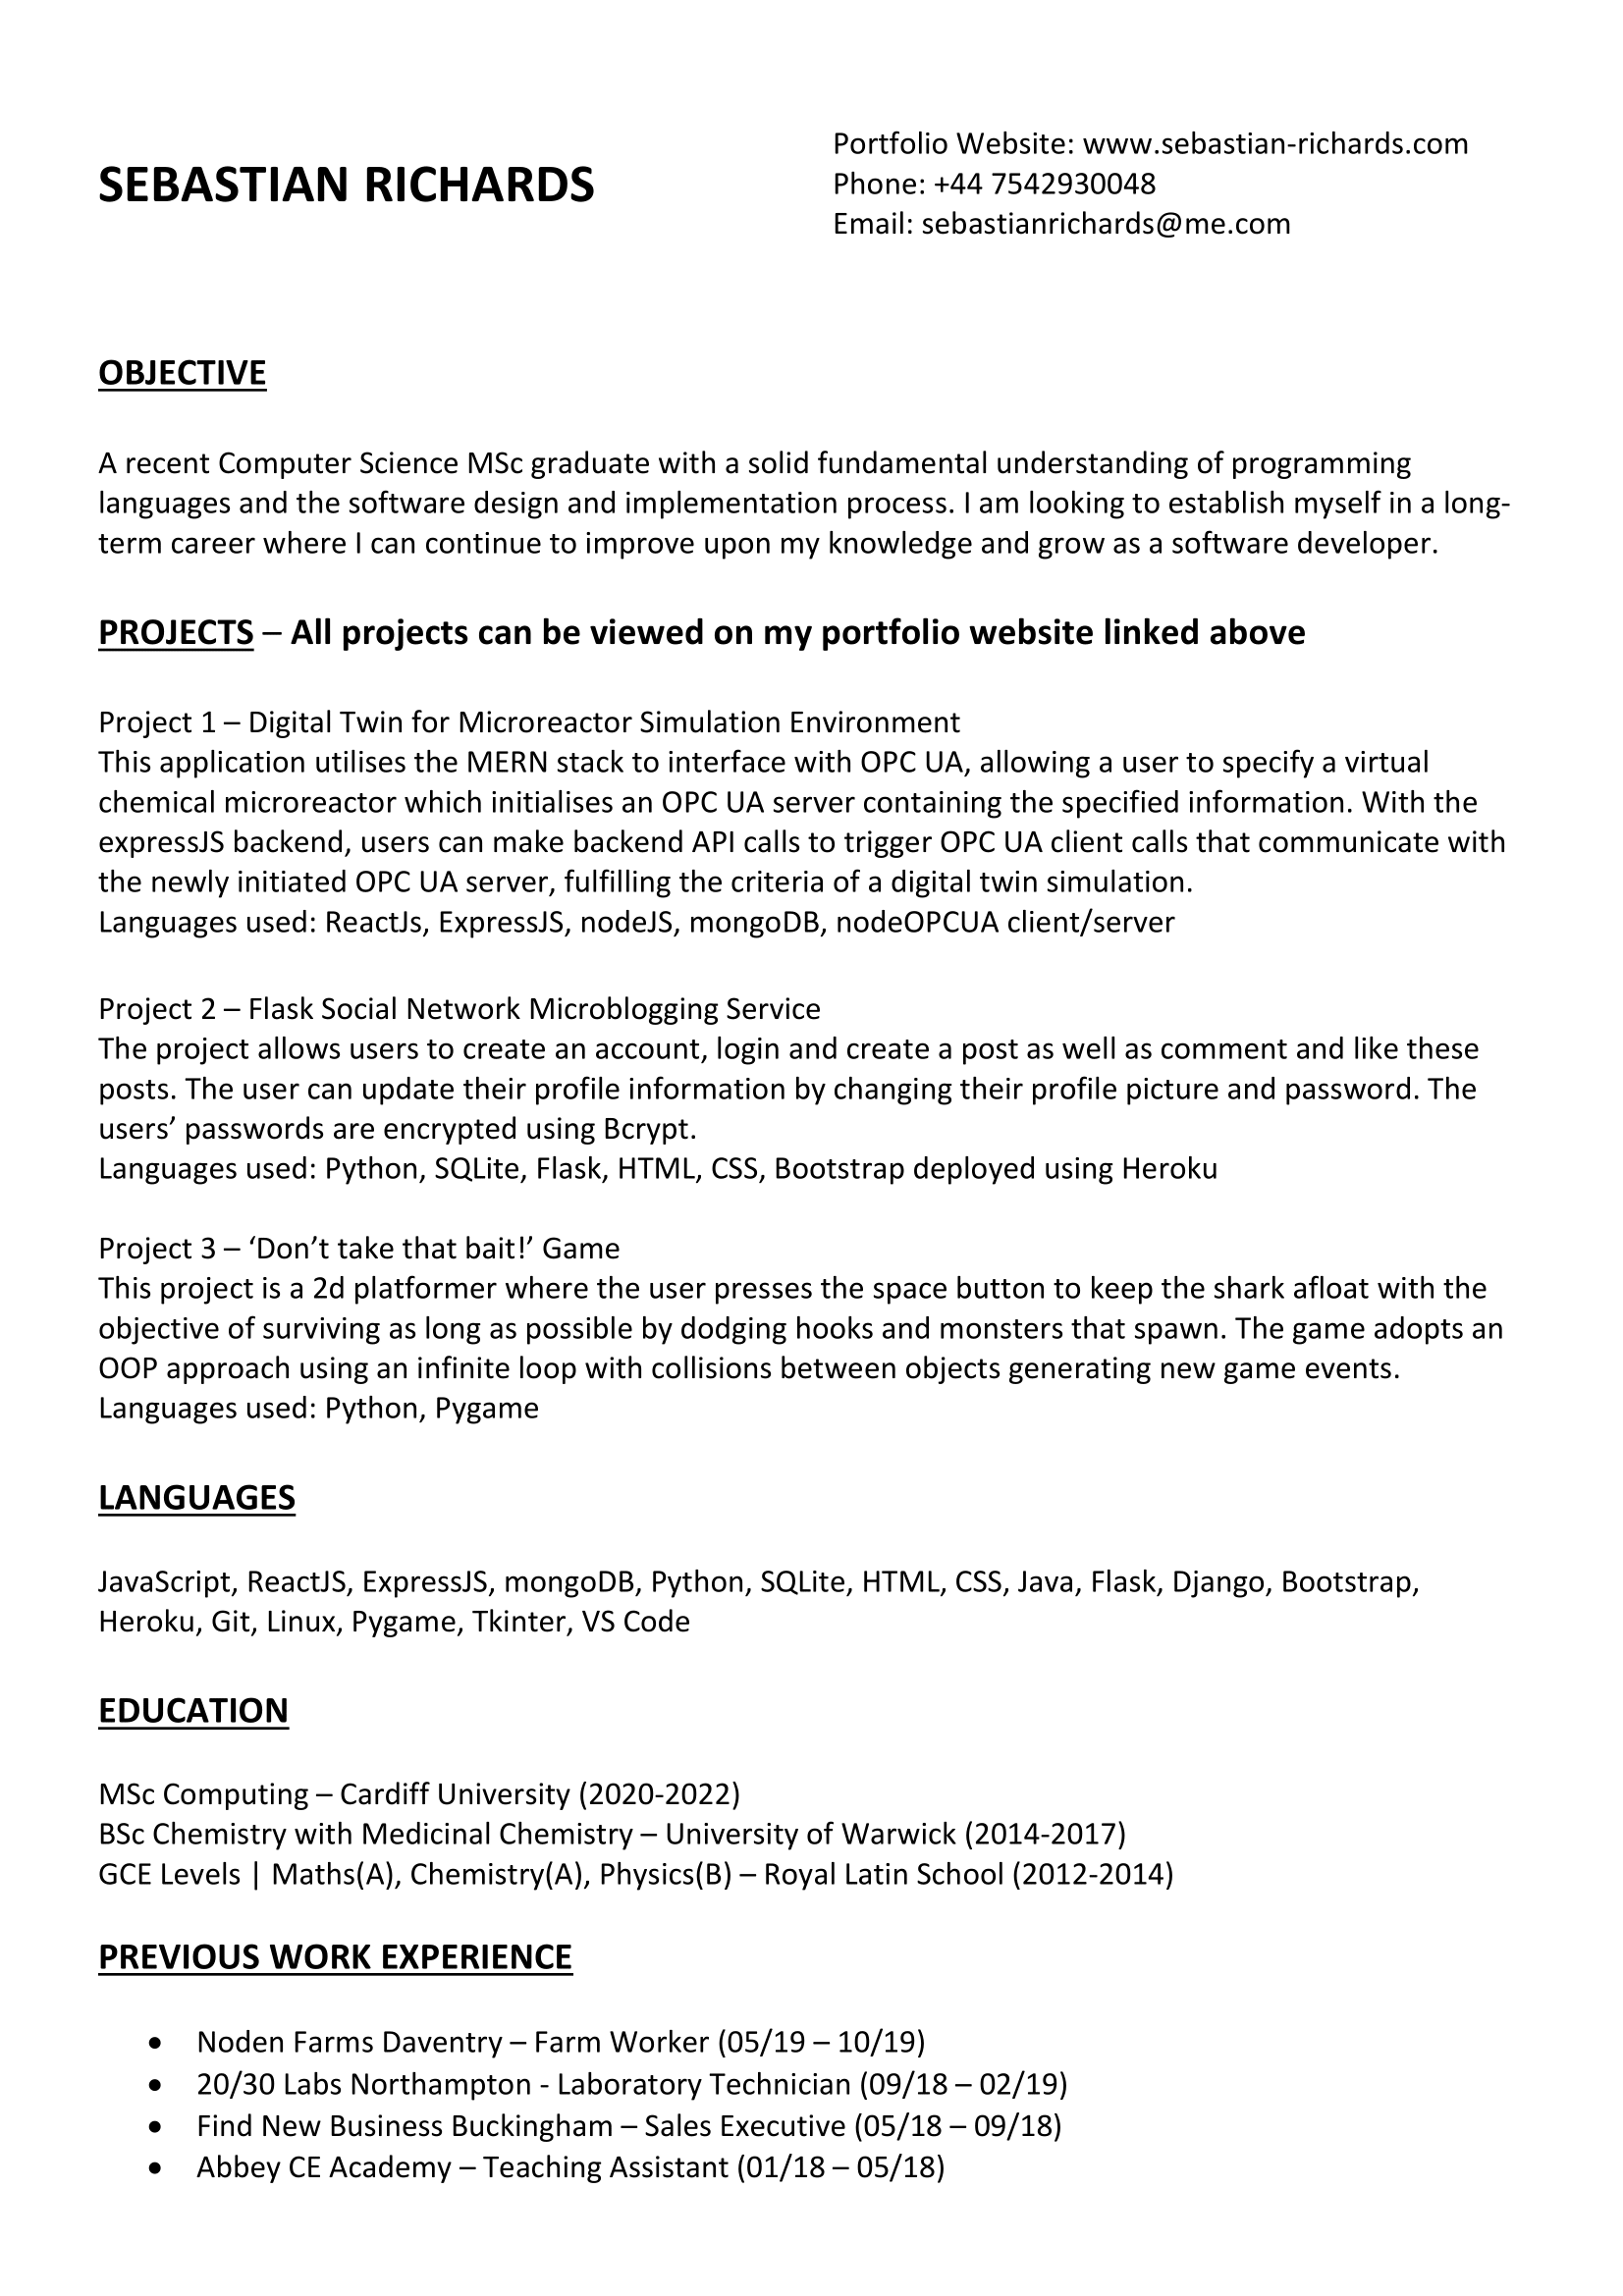 SEBASTIAN RICHARDS
Portfolio Website: www.sebastian-richards.com
Phone: +44 7542930048
Email: sebastianrichards@me.com
OBJECTIVE
A recent Computer Science MSc graduate with a solid fundamental understanding of programming
languages and the software design and implementation process. I am looking to establish myself in a long-
term career where I can continue to improve upon my knowledge and grow as a software developer.
PROJECTS – All projects can be viewed on my portfolio website linked above
Project 1 – Digital Twin for Microreactor Simulation Environment
This application utilises the MERN stack to interface with OPC UA, allowing a user to specify a virtual
chemical microreactor which initialises an OPC UA server containing the specified information. With the
expressJS backend, users can make backend API calls to trigger OPC UA client calls that communicate with
the newly initiated OPC UA server, fulfilling the criteria of a digital twin simulation.
Languages used: ReactJs, ExpressJS, nodeJS, mongoDB, nodeOPCUA client/server
Project 2 – Flask Social Network Microblogging Service
The project allows users to create an account, login and create a post as well as comment and like these
posts. The user can update their profile information by changing their profile picture and password. The
users’ passwords are encrypted using Bcrypt.
Languages used: Python, SQLite, Flask, HTML, CSS, Bootstrap deployed using Heroku
Project 3 – ‘Don’t take that bait!’ Game
This project is a 2d platformer where the user presses the space button to keep the shark afloat with the
objective of surviving as long as possible by dodging hooks and monsters that spawn. The game adopts an
OOP approach using an infinite loop with collisions between objects generating new game events.
Languages used: Python, Pygame
LANGUAGES
JavaScript, ReactJS, ExpressJS, mongoDB, Python, SQLite, HTML, CSS, Java, Flask, Django, Bootstrap,
Heroku, Git, Linux, Pygame, Tkinter, VS Code
EDUCATION
MSc Computing – Cardiff University (2020-2022)
BSc Chemistry with Medicinal Chemistry – University of Warwick (2014-2017)
GCE Levels | Maths(A), Chemistry(A), Physics(B) – Royal Latin School (2012-2014)
PREVIOUS WORK EXPERIENCE
• Noden Farms Daventry – Farm Worker (05/19 – 10/19)
• 20/30 Labs Northampton - Laboratory Technician (09/18 – 02/19)
• Find New Business Buckingham – Sales Executive (05/18 – 09/18)
• Abbey CE Academy – Teaching Assistant (01/18 – 05/18)